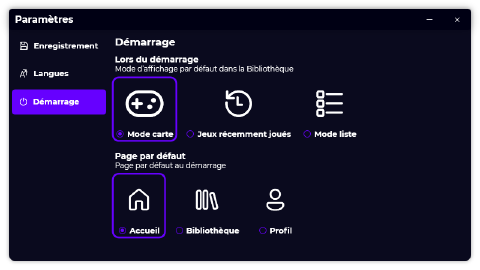 Paramètres
Enregistrement
Langues
Démarrage
Démarrage
Lors du démarrage
Mode d'affichage par défaut dans la Bibliothèque
Mode carte
Jeux récemment joués
Mode liste
Page par défaut
Page par défaut au démarrage
Accueil
Bibliothèque
Profil